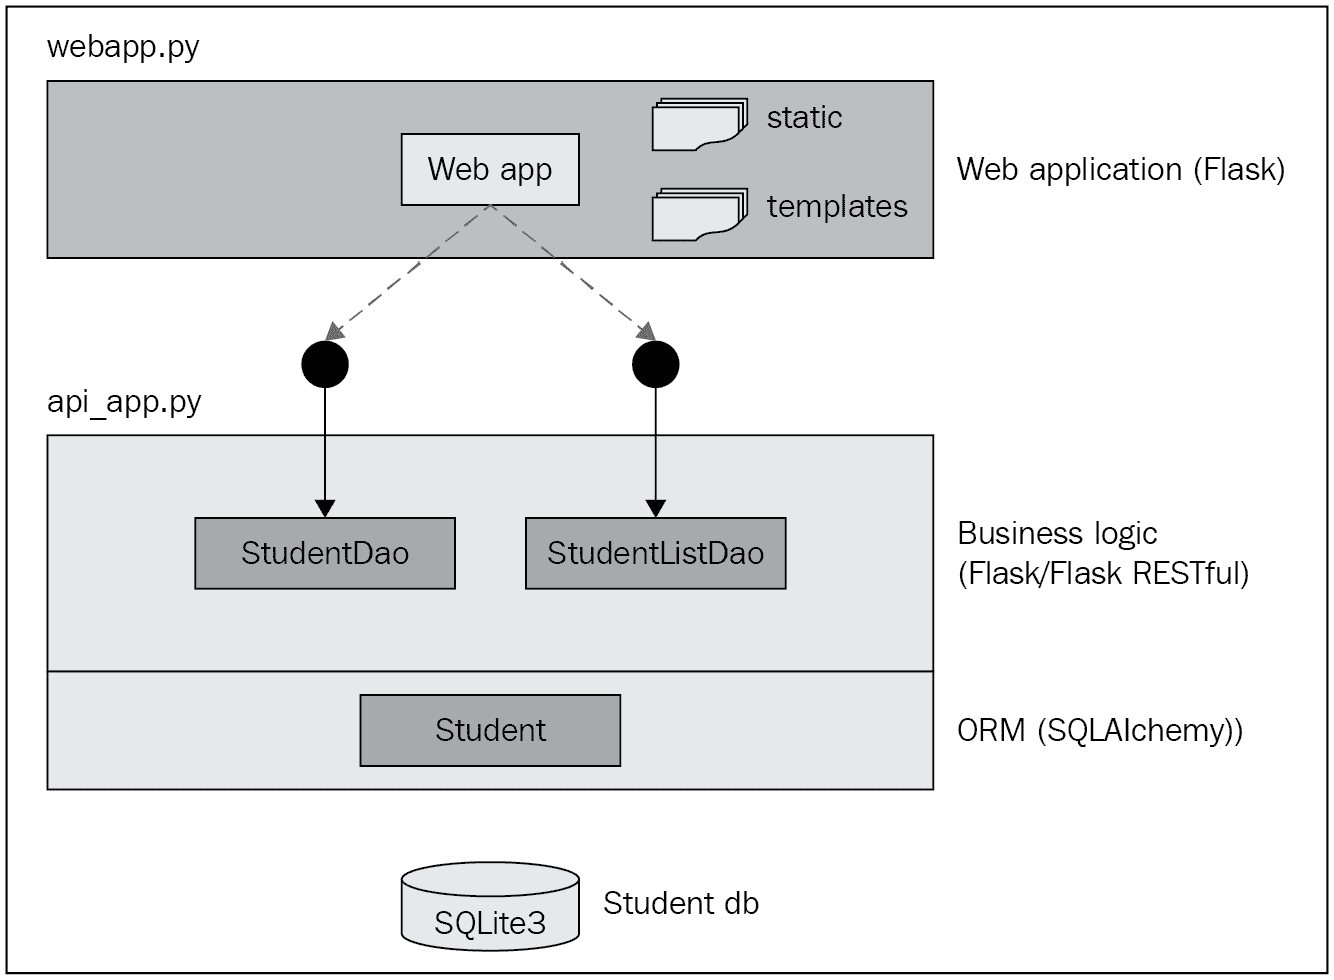 webapp.py
static
Web app
Web application (Flask)
templates
api_app.py
StudentDao
StudentListDao
Business logic
(Flask/Flask RESTful)
Student
ORM (SQLAlchemy))
SQLite3
Student db